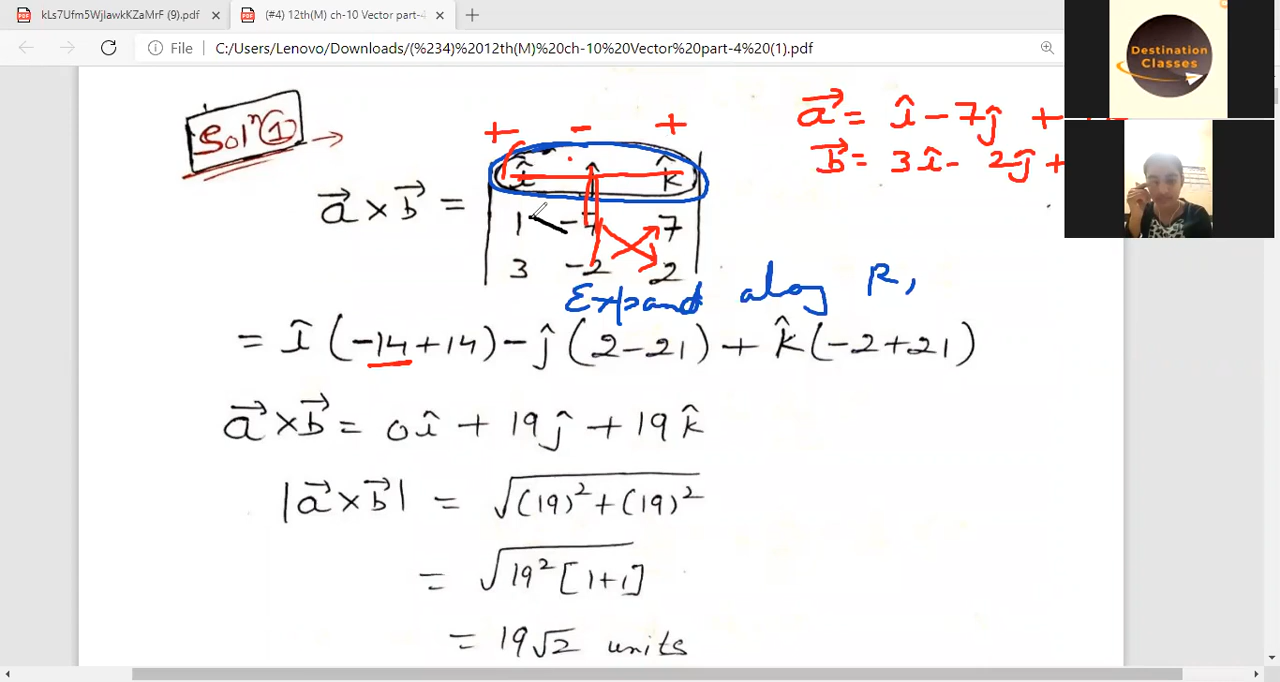 kLs7Ufm5WjIawkKZaMrF (9).pdf
(#4) 12th(M) ch-10 Vector part-4
File C:/Users/Lenovo/Downloads/(%234)%2012th(M)%20ch-10%20Vector%20part-4%20(1).pdf
Destination
Classes
Solⁿ(1) →
a⃗ = î - 7ĵ +
b⃗ = 3î - 2ĵ +
+ - +
î k̂
a⃗ × b⃗ =
1 -7 7
3 -2 2
Expand along R,
= î (-14+14) - ĵ (2-21) + k̂ (-2+21)
a⃗ × b⃗ = 0î + 19ĵ + 19k̂
|a⃗ × b⃗| = √(19)² + (19)²
= √19² [1+1]
= 19√2 units